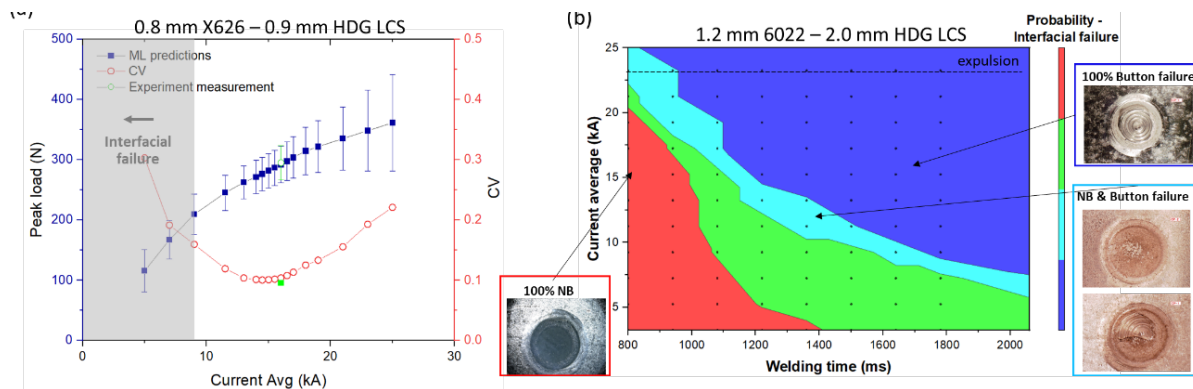 (a)
0.8 mm X626 – 0.9 mm HDG LCS
500
400
300
200
100
0
Peak load (N)
ML predictions
CV
Experiment measurement
Interfacial
failure
0.5
0.4
0.3
0.2
0.1
0.0
CV
0
10
20
30
Current Avg (kA)
(b)
1.2 mm 6022 – 2.0 mm HDG LCS
Probability -
Interfacial failure
25
20
15
10
5
Current average (kA)
expulsion
800
1000
1200
1400
1600
1800
2000
Welding time (ms)
100% NB
100% Button failure
NB & Button failure